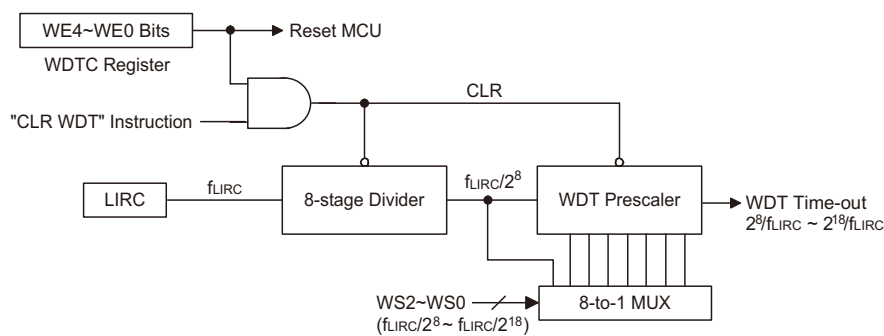 WE4~WE0 Bits
Reset MCU
WDTC Register
CLR
"CLR WDT" Instruction
LIRC
fLIRC
8-stage Divider
fLIRC/2⁸
WDT Prescaler
WDT Time-out
2⁸/fLIRC ~ 2¹⁸/fLIRC
WS2~WS0
(fLIRC/2⁸ ~ fLIRC/2¹⁸)
8-to-1 MUX